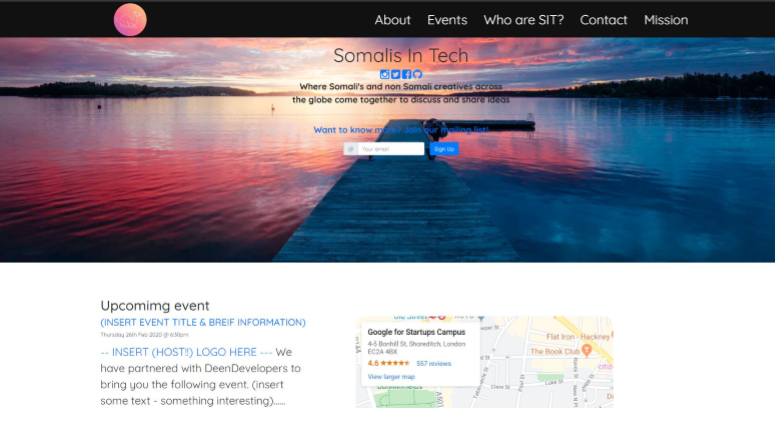 About Events Who are SIT? Contact Mission
Somalis In Tech
Where Somali's and non Somali creatives across
the globe come together to discuss and share ideas
Want to know more? Join our mailing list!
@ Your email Sign Up
Upcomimg event
(INSERT EVENT TITLE & BREIF INFORMATION)
Thursday 26th Feb 2020 @ 6:30pm
-- INSERT (HOST!!) LOGO HERE --- We
have partnered with DeenDevelopers to
bring you the following event. (insert
some text - something interesting)......
Google for Startups Campus
4-5 Bonhill St, Shoreditch, London
EC2A 4BX
4.6 557 reviews
View larger map
Flat Iron - Hackney
The Book Club
Lake St